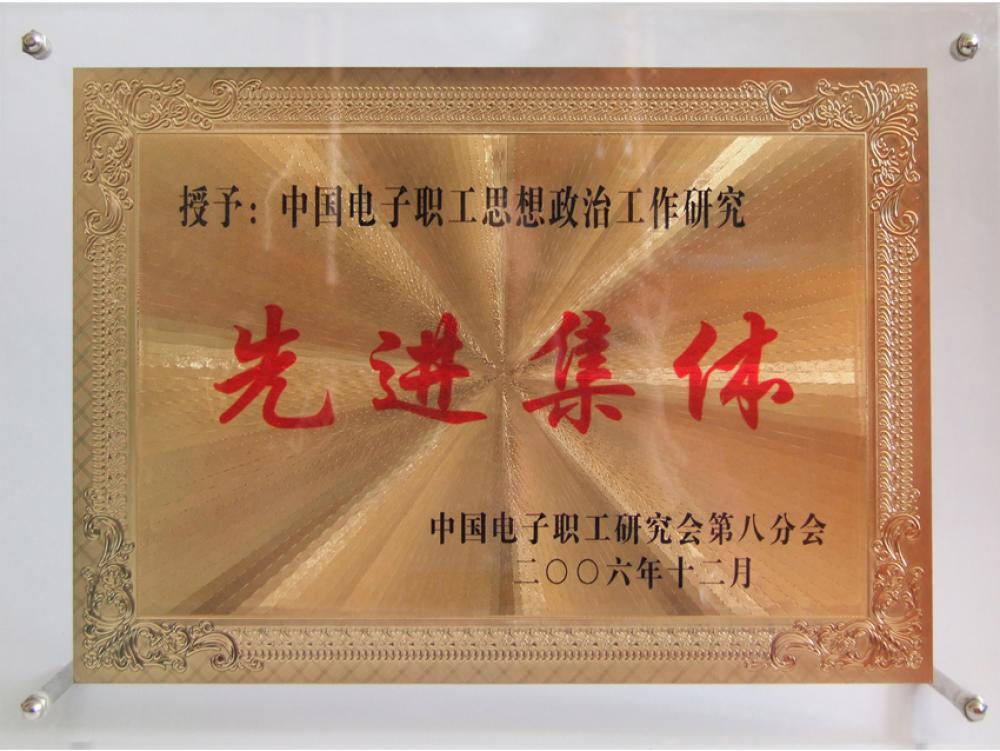 授予：中国电子职工思想政治工作研究
先进集体
中国电子职工研究会第八分会
二〇〇六年十二月